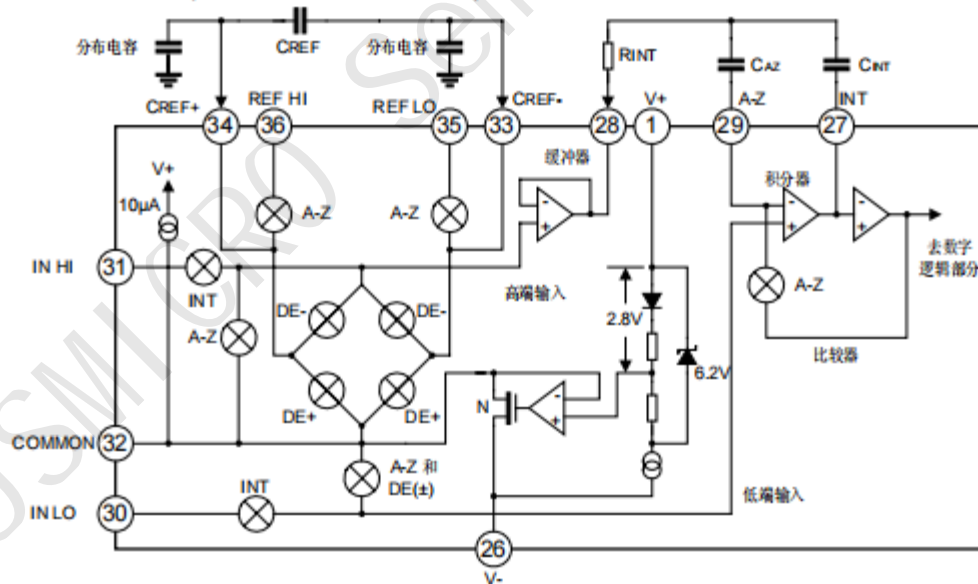 分布电容
CREF
分布电容
RINT
CAZ
CINT
CREF+
REF HI
REF LO
CREF-
V+
A-Z
INT
34
36
35
33
28
1
29
27
缓冲器
积分器
V+
10μA
A-Z
A-Z
-
+
-
+
去数字
逻辑部分
IN HI
31
INT
高端输入
A-Z
DE-
DE-
2.8V
A-Z
比较器
6.2V
DE+
DE+
N
-
+
COMMON
32
A-Z 和
DE(±)
INT
低端输入
IN LO
30
26
V-